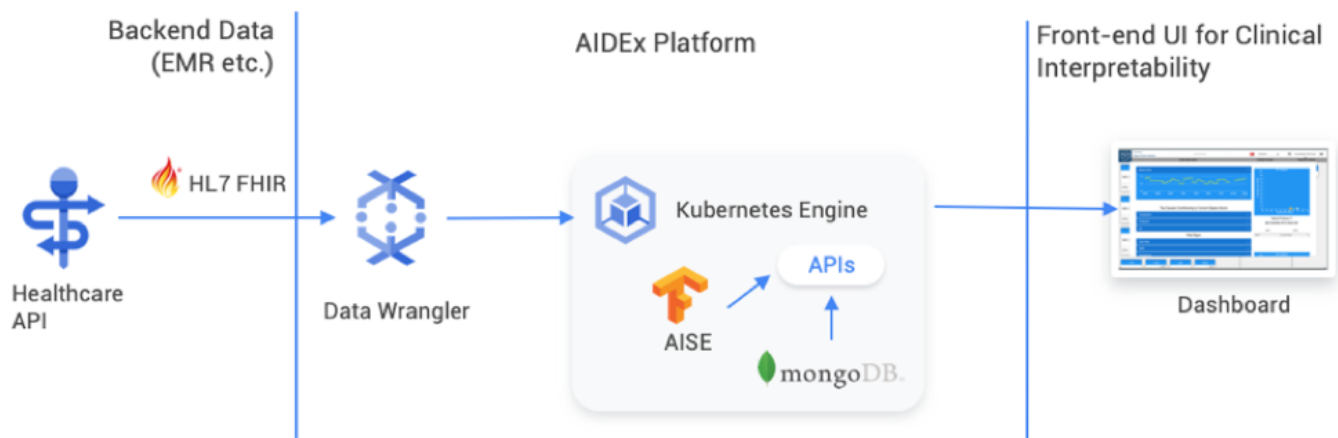 Backend Data
(EMR etc.)
AIDEx Platform
Front-end UI for Clinical
Interpretability
HL7 FHIR
Healthcare
API
Data Wrangler
Kubernetes Engine
APIs
AISE
mongoDB.
Dashboard